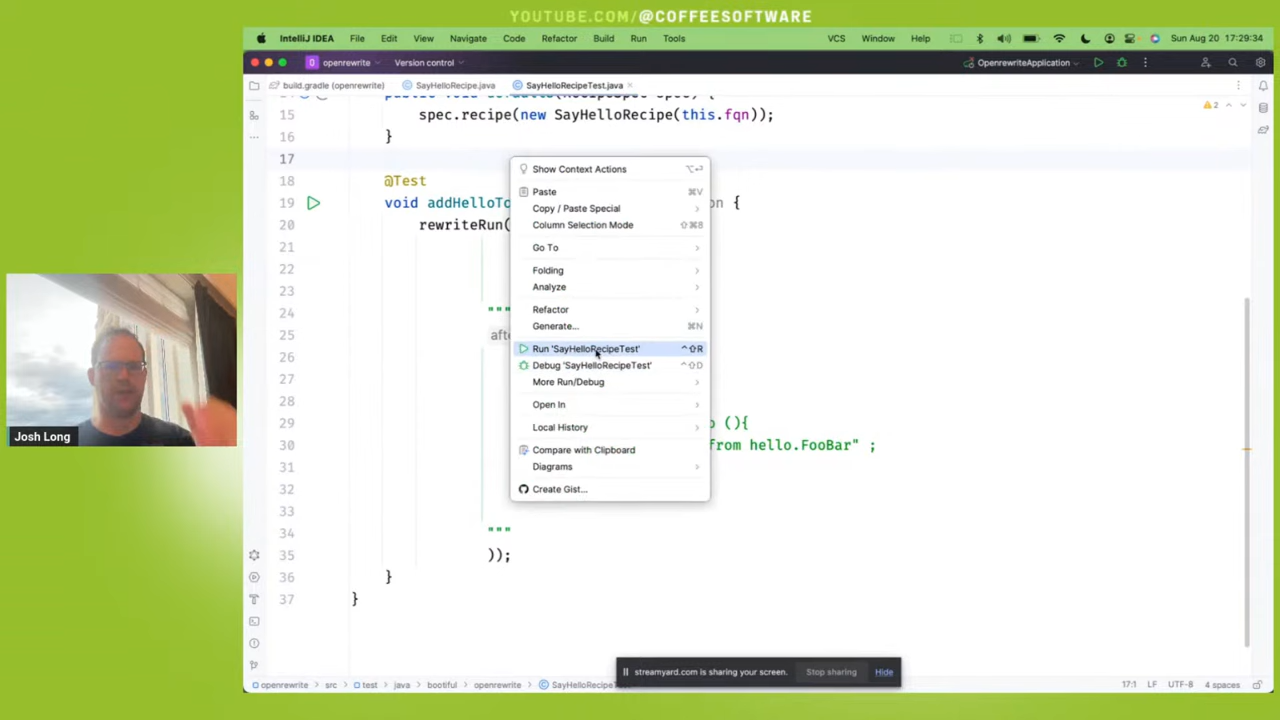 YOUTUBE.COM/@COFFEESOFTWARE
IntelliJ IDEA File Edit View Navigate Code Refactor Build Run Tools VCS Window Help Sun Aug 20 17:29:34
openrewrite Version control OpenrewriteApplication
build.gradle (openrewrite) SayHelloRecipe.java SayHelloRecipeTest.java
2
15 spec.recipe(new SayHelloRecipe(this.fqn));
16 }
17
18 @Test
19 void addHelloTo on {
20 rewriteRun(
21
22
23
24 """
25 aft
26
27
28
29 (){
30 from hello.FooBar" ;
31
32
33
34 """
35 ));
36 }
37 }
Show Context Actions ⌥⏎
Paste ⌘V
Copy / Paste Special
Column Selection Mode ⇧⌘8
Go To
Folding
Analyze
Refactor
Generate... ⌘N
Run 'SayHelloRecipeTest' ^⇧R
Debug 'SayHelloRecipeTest' ^⇧D
More Run/Debug
Open In
Local History
Compare with Clipboard
Diagrams
Create Gist...
Josh Long
streamyard.com is sharing your screen. Stop sharing Hide
openrewrite > src > test > java > bootiful > openrewrite > 17:1 LF UTF-8 4 spaces